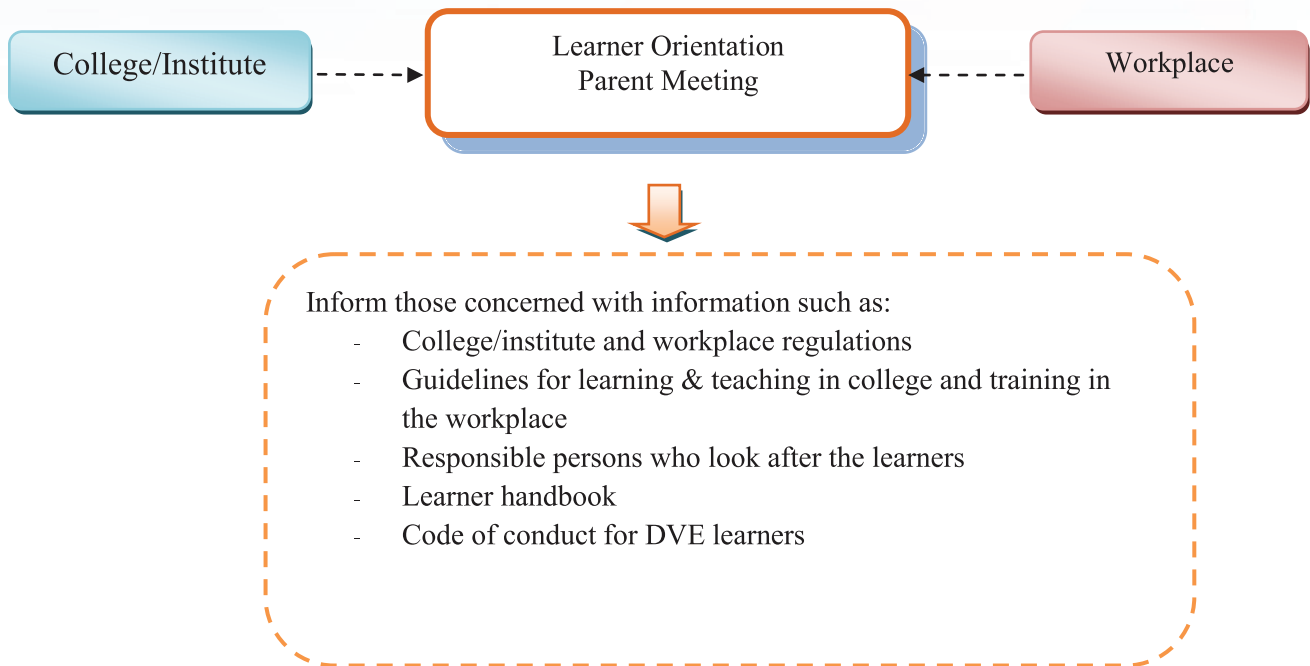 College/Institute
Learner Orientation
Parent Meeting
Workplace
Inform those concerned with information such as:
- College/institute and workplace regulations
- Guidelines for learning & teaching in college and training in
the workplace
- Responsible persons who look after the learners
- Learner handbook
- Code of conduct for DVE learners